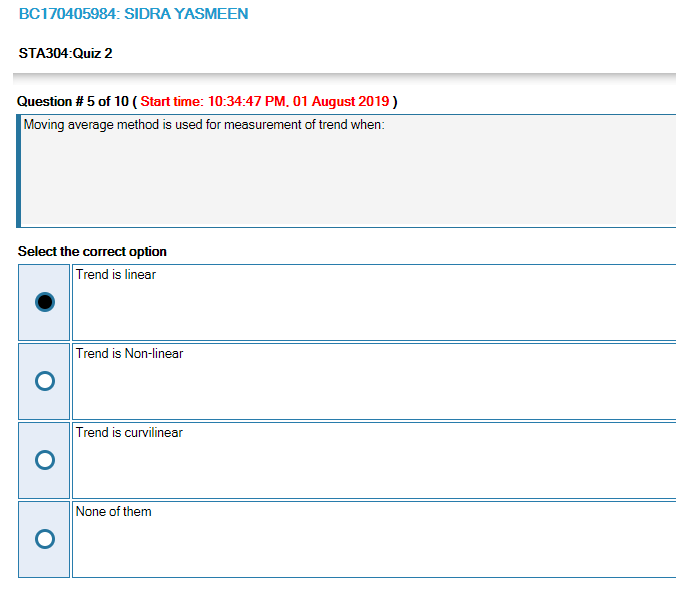 BC170405984: SIDRA YASMEEN
STA304:Quiz 2
Question # 5 of 10 ( Start time: 10:34:47 PM, 01 August 2019 )
Moving average method is used for measurement of trend when:
Select the correct option
Trend is linear
Trend is Non-linear
Trend is curvilinear
None of them